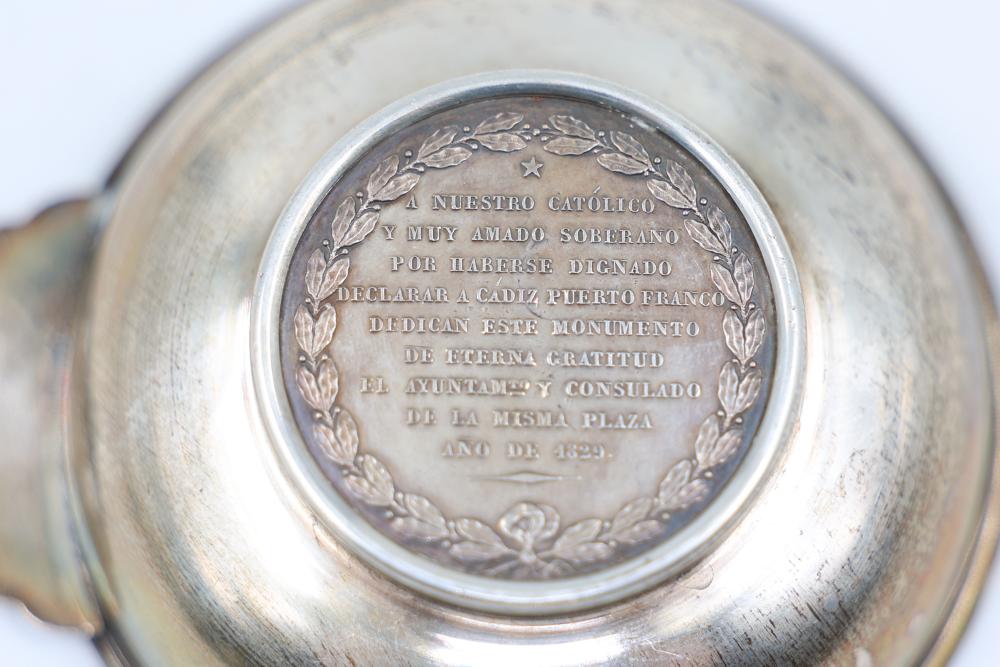 A NUESTRO CATÓLICO
Y MUY AMADO SOBERANO
POR HABERSE DIGNADO
DECLARAR A CÁDIZ PUERTO FRANCO
DEDICAN ESTE MONUMENTO
DE ETERNA GRATITUD
EL AYUNTAMTO Y CONSULADO
DE LA MISMA PLAZA
AÑO DE 1829.